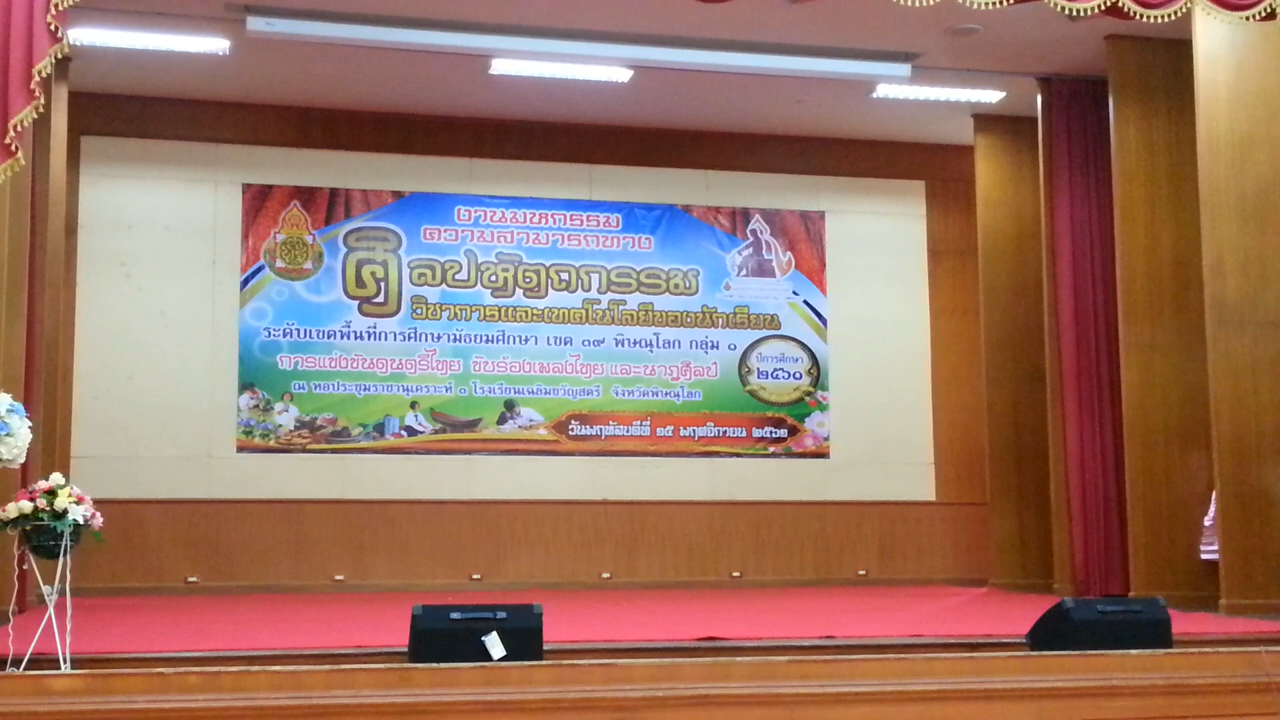 งานมหกรรม
ความสามารถทาง
ศิลปหัตถกรรม
วิชาการและเทคโนโลยีของนักเรียน
ระดับเขตพื้นที่การศึกษามัธยมศึกษา เขต ๓๙ พิษณุโลก กลุ่ม ๑
การแข่งขันดนตรีไทย ขับร้องเพลงไทย และนาฏศิลป์
ปีการศึกษา
๒๕๖๑
ณ หอประชุมราชานุเคราะห์ ๑ โรงเรียนเฉลิมขวัญสตรี จังหวัดพิษณุโลก
วันพฤหัสบดีที่ ๑๕ พฤศจิกายน ๒๕๖๑